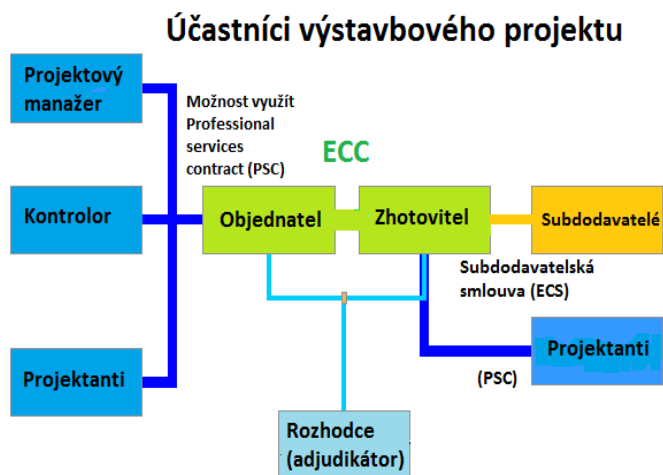 Účastníci výstavbového projektu
Projektový
manažer
Možnost využít
Professional
services
contract (PSC)
ECC
Kontrolor
Objednatel
Zhotovitel
Subdodavatelé
Subdodavatelská
smlouva (ECS)
Projektanti
Projektanti
(PSC)
Rozhodce
(adjudikátor)